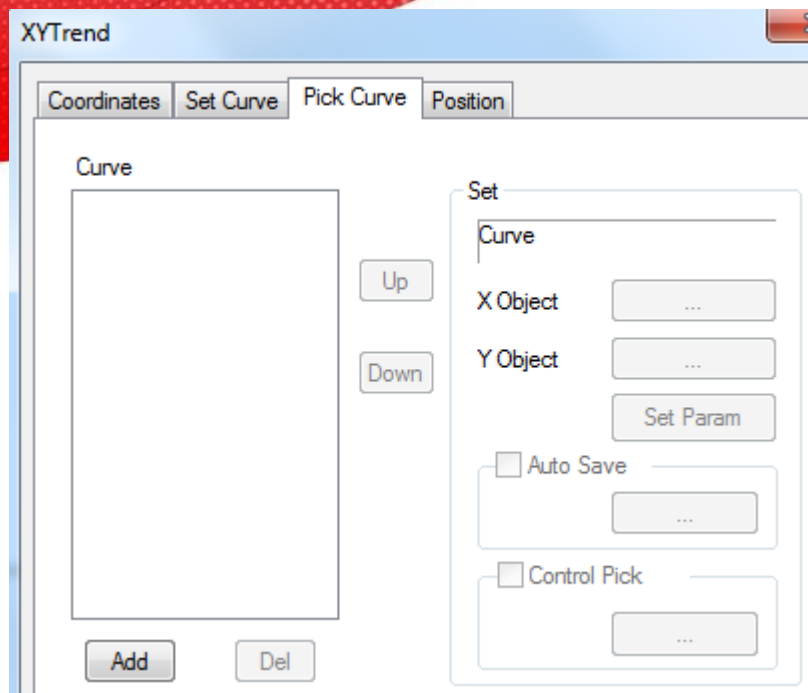 XYTrend
Coordinates Set Curve Pick Curve Position
Curve
Set
Curve
Up
X Object ...
Y Object ...
Down
Set Param
Auto Save
...
Control Pick
...
Add Del